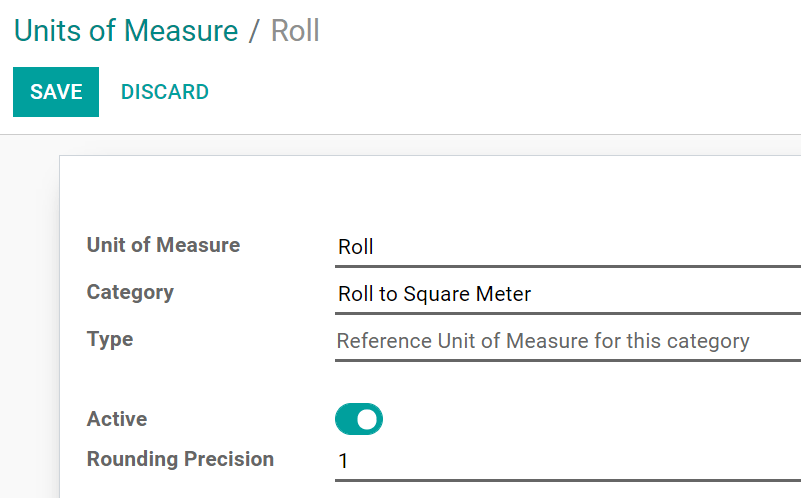 Units of Measure / Roll
SAVE DISCARD
Unit of Measure Roll
Category Roll to Square Meter
Type Reference Unit of Measure for this category
Active
Rounding Precision 1